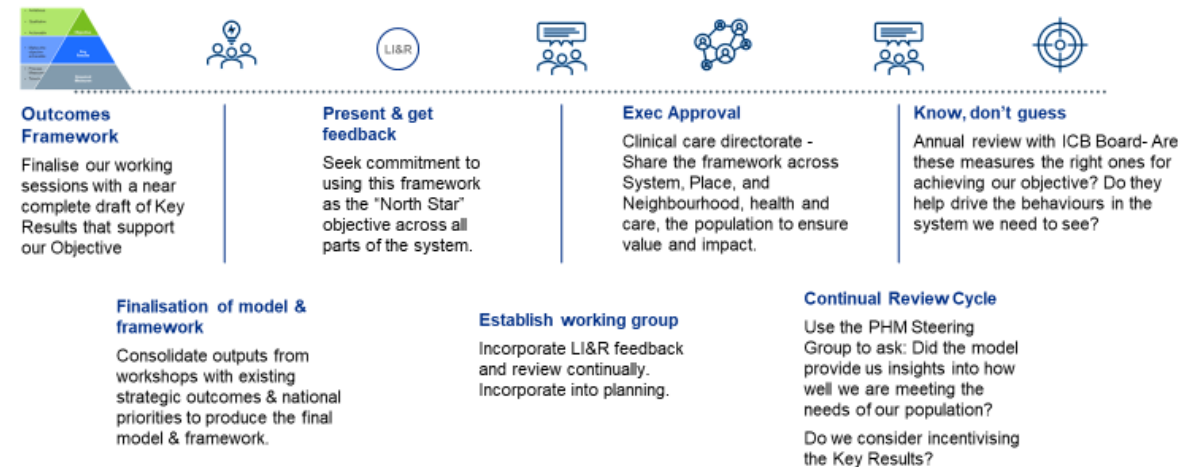 LI&R
Outcomes
Framework
Finalise our working
sessions with a near
complete draft of Key
Results that support
our Objective
Present & get
feedback
Seek commitment to
using this framework
as the “North Star”
objective across all
parts of the system.
Exec Approval
Clinical care directorate -
Share the framework across
System, Place, and
Neighbourhood, health and
care, the population to ensure
value and impact.
Know, don’t guess
Annual review with ICB Board- Are
these measures the right ones for
achieving our objective? Do they
help drive the behaviours in the
system we need to see?
Finalisation of model &
framework
Consolidate outputs from
workshops with existing
strategic outcomes & national
priorities to produce the final
model & framework.
Establish working group
Incorporate LI&R feedback
and review continually.
Incorporate into planning.
Continual Review Cycle
Use the PHM Steering
Group to ask: Did the model
provide us insights into how
well we are meeting the
needs of our population?
Do we consider incentivising
the Key Results?